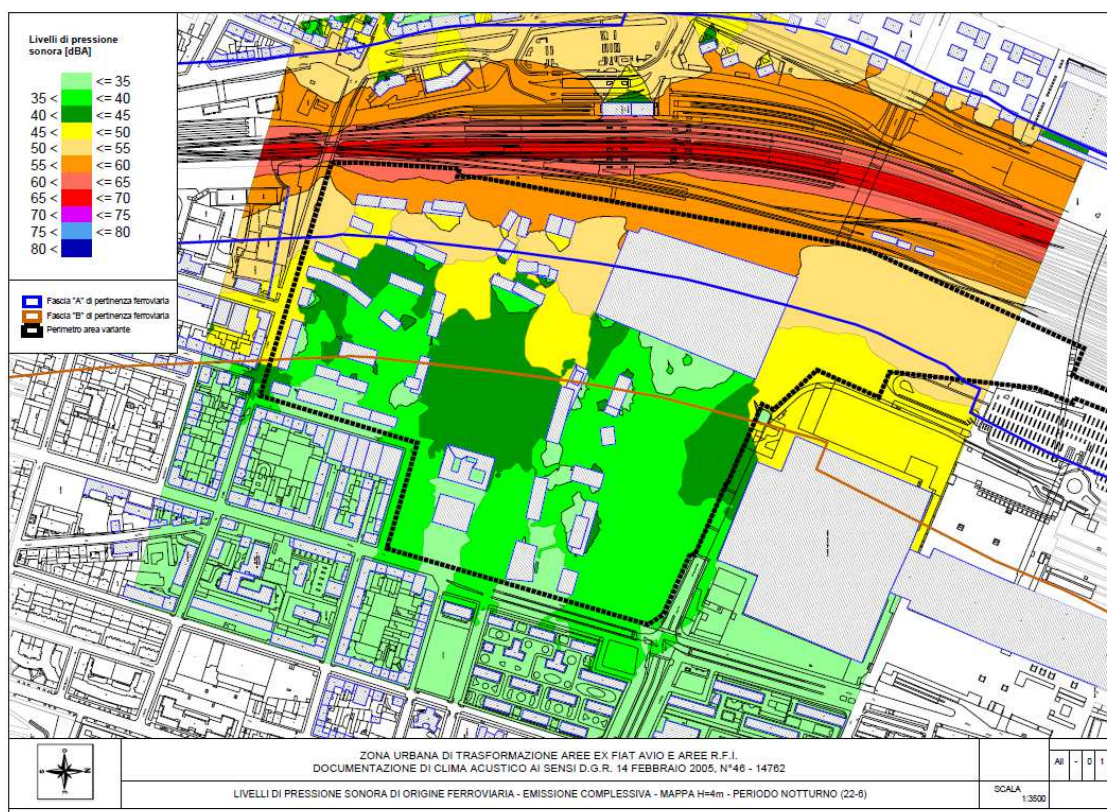 Livelli di pressione
sonora [dBA]
<= 35
35 < <= 40
40 < <= 45
45 < <= 50
50 < <= 55
55 < <= 60
60 < <= 65
65 < <= 70
70 < <= 75
75 < <= 80
80 <
Fascia "A" di pertinenza ferroviaria
Fascia "B" di pertinenza ferroviaria
Perimetro area variante
ZONA URBANA DI TRASFORMAZIONE AREE EX FIAT AVIO E AREE R.F.I.
DOCUMENTAZIONE DI CLIMA ACUSTICO AI SENSI D.G.R. 14 FEBBRAIO 2005, N°46 - 14762
LIVELLI DI PRESSIONE SONORA DI ORIGINE FERROVIARIA - EMISSIONE COMPLESSIVA - MAPPA H=4m - PERIODO NOTTURNO (22-6)
SCALA
1:3500
All - 0 1